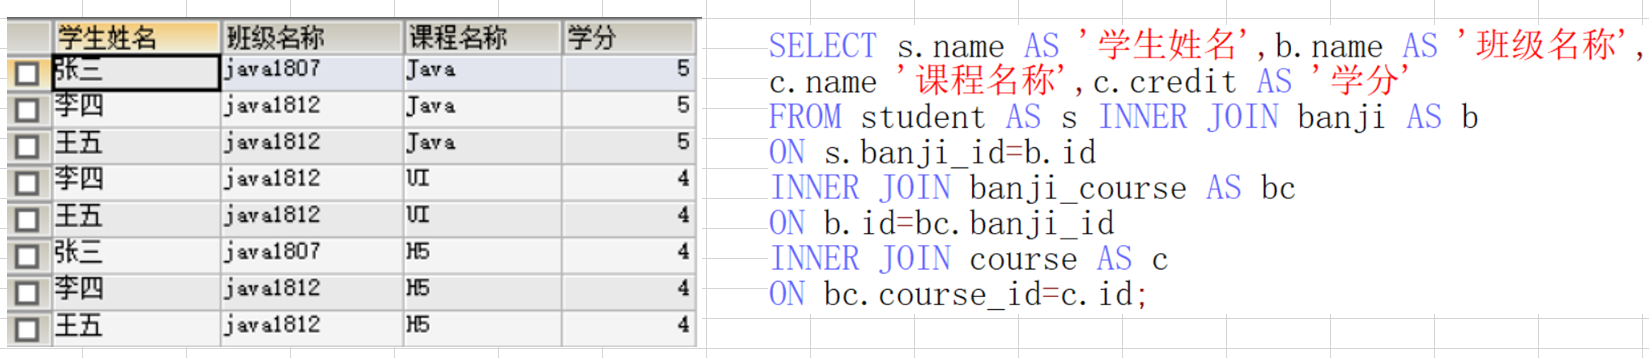 学生姓名 班级名称 课程名称 学分
张三 java1807 Java 5
李四 java1812 Java 5
王五 java1812 Java 5
李四 java1812 UI 4
王五 java1812 UI 4
张三 java1807 H5 4
李四 java1812 H5 4
王五 java1812 H5 4
SELECT s.name AS '学生姓名',b.name AS '班级名称',
c.name '课程名称',c.credit AS '学分'
FROM student AS s INNER JOIN banji AS b
ON s.banji_id=b.id
INNER JOIN banji_course AS bc
ON b.id=bc.banji_id
INNER JOIN course AS c
ON bc.course_id=c.id;